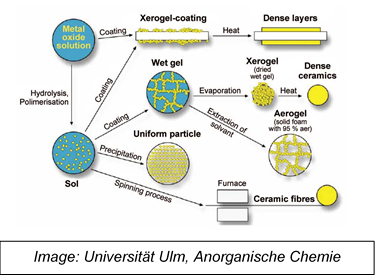 Metal
oxide
solution
Coating
Xerogel-coating
Heat
Dense layers
Hydrolysis,
Polimerisation
Coating
Coating
Wet gel
Evaporation
Xerogel
(dried
wet gel)
Heat
Dense
ceramics
Extraction of
solvant
Aerogel
(solid foam
with 95 % aer)
Uniform particle
Precipitation
Sol
Spinning process
Furnace
Ceramic fibres
Image: Universität Ulm, Anorganische Chemie